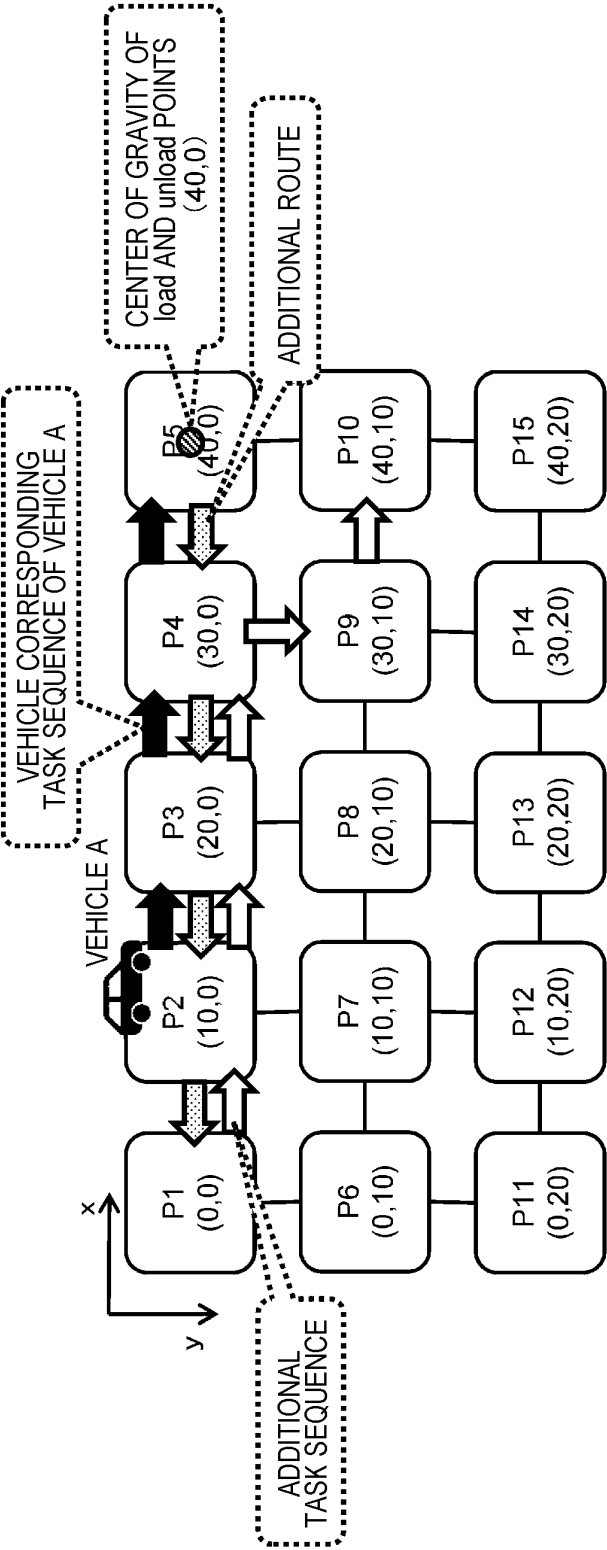 VEHICLE CORRESPONDING
TASK SEQUENCE OF VEHICLE A
CENTER OF GRAVITY OF
load AND unload POINTS
(40,0)
VEHICLE A
ADDITIONAL ROUTE
x
y
P1
(0,0)
P2
(10,0)
P3
(20,0)
P4
(30,0)
P5
(40,0)
P6
(0,10)
P7
(10,10)
P8
(20,10)
P9
(30,10)
P10
(40,10)
P11
(0,20)
P12
(10,20)
P13
(20,20)
P14
(30,20)
P15
(40,20)
ADDITIONAL
TASK SEQUENCE